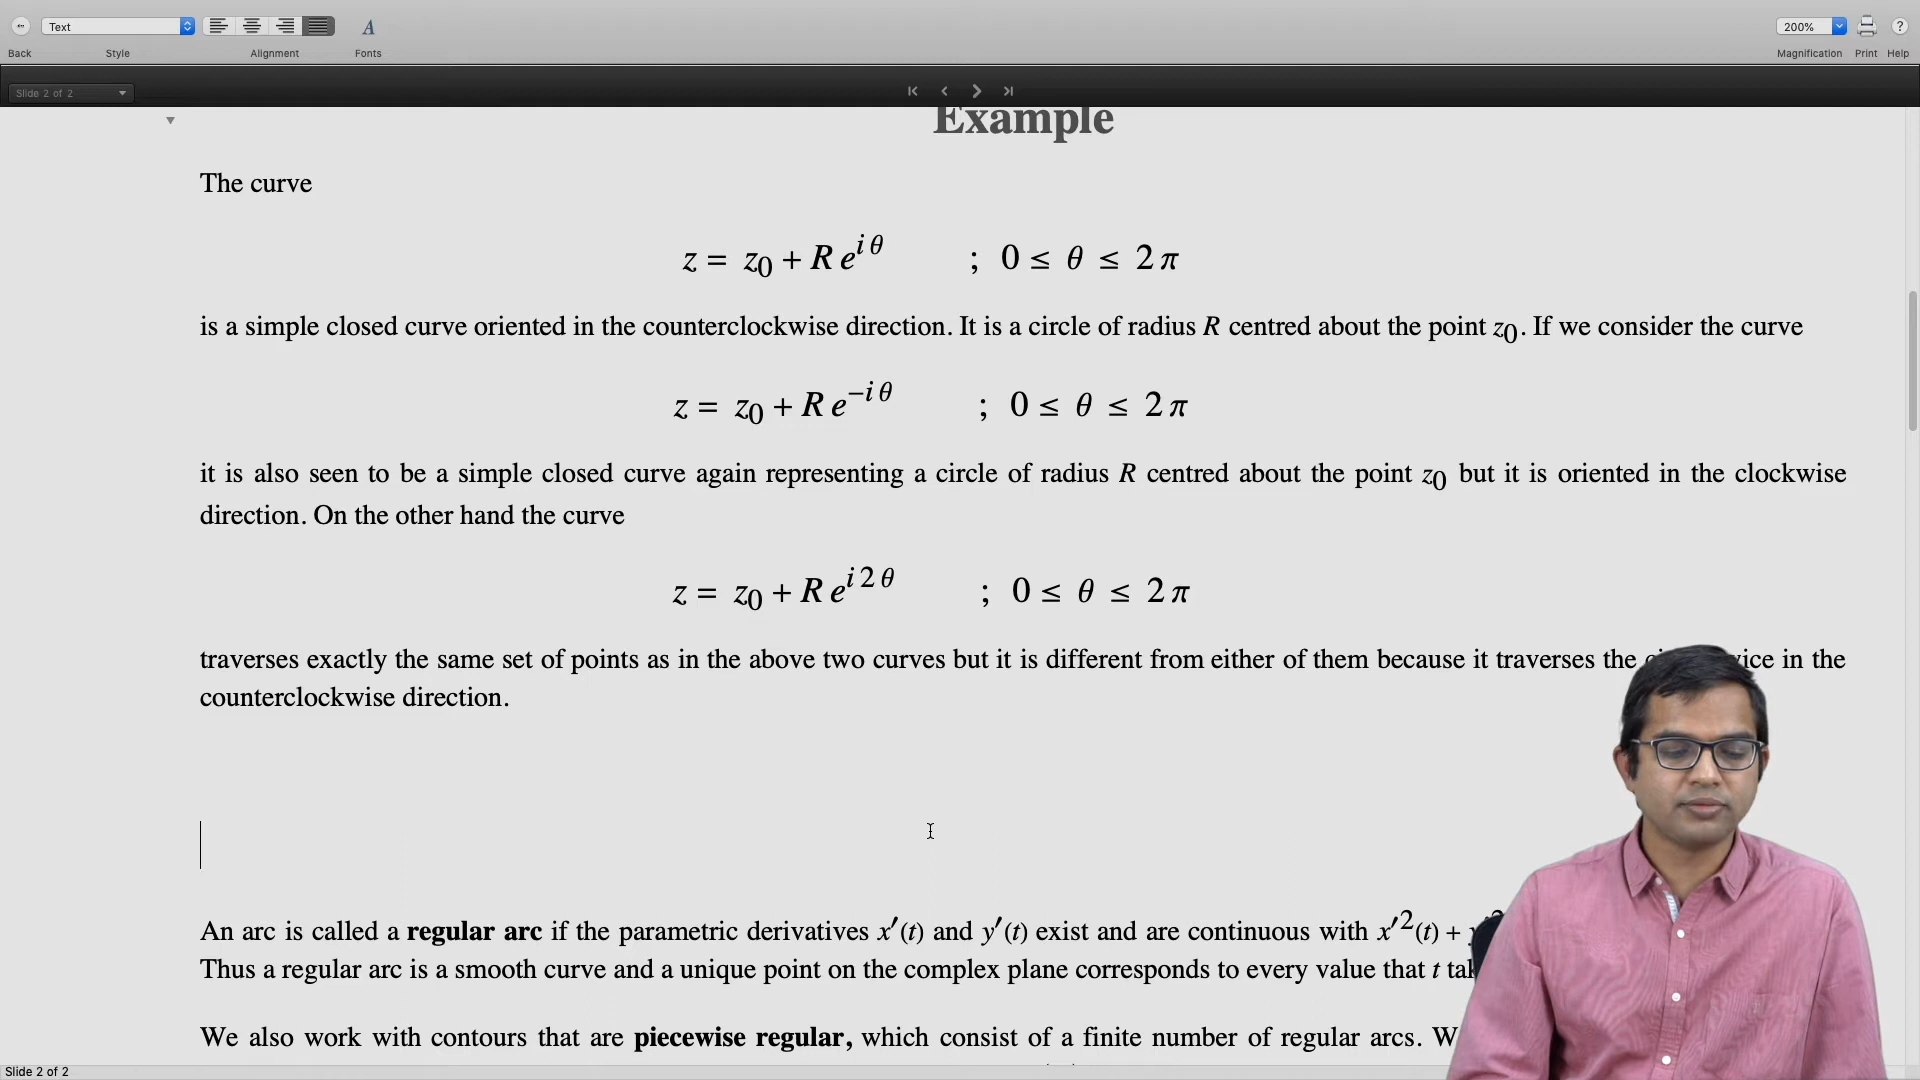 Text
200%
Back Style Alignment Fonts Magnification Print Help
Slide 2 of 2
Example
The curve
z = z₀ + R e^{iθ} ; 0 ≤ θ ≤ 2π
is a simple closed curve oriented in the counterclockwise direction. It is a circle of radius R centred about the point z₀. If we consider the curve
z = z₀ + R e^{−iθ} ; 0 ≤ θ ≤ 2π
it is also seen to be a simple closed curve again representing a circle of radius R centred about the point z₀ but it is oriented in the clockwise
direction. On the other hand the curve
z = z₀ + R e^{i2θ} ; 0 ≤ θ ≤ 2π
traverses exactly the same set of points as in the above two curves but it is different from either of them because it traverses the in the
counterclockwise direction.
An arc is called a regular arc if the parametric derivatives x′(t) and y′(t) exist and are continuous with x′²(t) +
Thus a regular arc is a smooth curve and a unique point on the complex plane corresponds to every value that t
We also work with contours that are piecewise regular, which consist of a finite number of regular arcs.
Slide 2 of 2